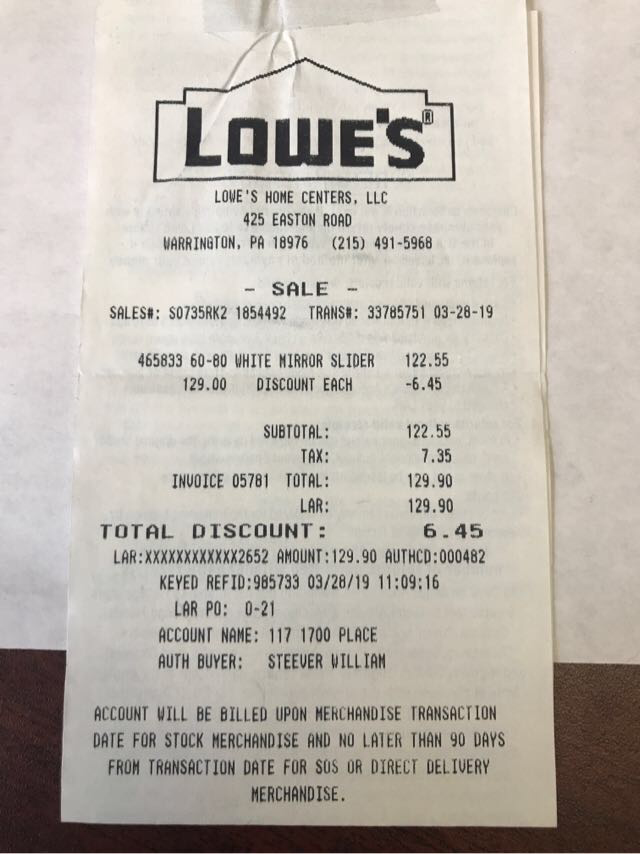 LOWE'S®
LOWE'S HOME CENTERS, LLC
425 EASTON ROAD
WARRINGTON, PA 18976 (215) 491-5968
- SALE -
SALES#: S0735RK2 1854492 TRANS#: 33785751 03-28-19
465833 60-80 WHITE MIRROR SLIDER 122.55
129.00 DISCOUNT EACH -6.45
SUBTOTAL: 122.55
TAX: 7.35
INVOICE 05781 TOTAL: 129.90
LAR: 129.90
TOTAL DISCOUNT: 6.45
LAR:XXXXXXXXXXXX2652 AMOUNT:129.90 AUTHCD:000482
KEYED REFID:985733 03/28/19 11:09:16
LAR PO: 0-21
ACCOUNT NAME: 117 1700 PLACE
AUTH BUYER: STEEVER WILLIAM
ACCOUNT WILL BE BILLED UPON MERCHANDISE TRANSACTION
DATE FOR STOCK MERCHANDISE AND NO LATER THAN 90 DAYS
FROM TRANSACTION DATE FOR SOS OR DIRECT DELIVERY
MERCHANDISE.